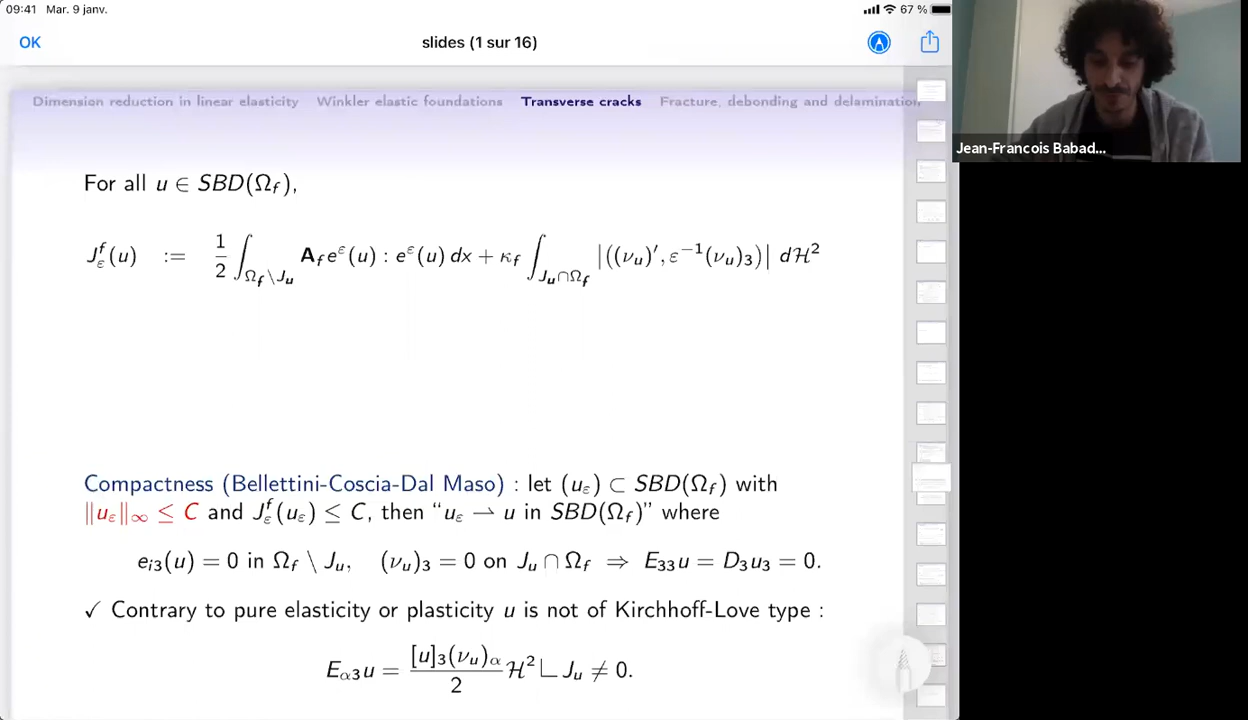 09:41 Mar. 9 janv. 67 %
OK slides (1 sur 16)
Dimension reduction in linear elasticity Winkler elastic foundations Transverse cracks Fracture, debonding and delamination
Jean-Francois Babad...
For all u ∈ SBD(Ω_f),
J_ε^f(u) := 1/2 ∫_{Ω_f\J_u} A_f e^ε(u) : e^ε(u) dx + κ_f ∫_{J_u∩Ω_f} |((ν_u)′, ε^{−1}(ν_u)_3)| dℋ^2
Compactness (Bellettini-Coscia-Dal Maso) : let (u_ε) ⊂ SBD(Ω_f) with
‖u_ε‖_∞ ≤ C and J_ε^f(u_ε) ≤ C, then “u_ε ⇀ u in SBD(Ω_f)” where
e_{i3}(u) = 0 in Ω_f \ J_u, (ν_u)_3 = 0 on J_u ∩ Ω_f ⇒ E_{33}u = D_3u_3 = 0.
✓ Contrary to pure elasticity or plasticity u is not of Kirchhoff-Love type :
E_{α3}u = [u]_3(ν_u)_α / 2 ℋ^2 ⌞ J_u ≠ 0.